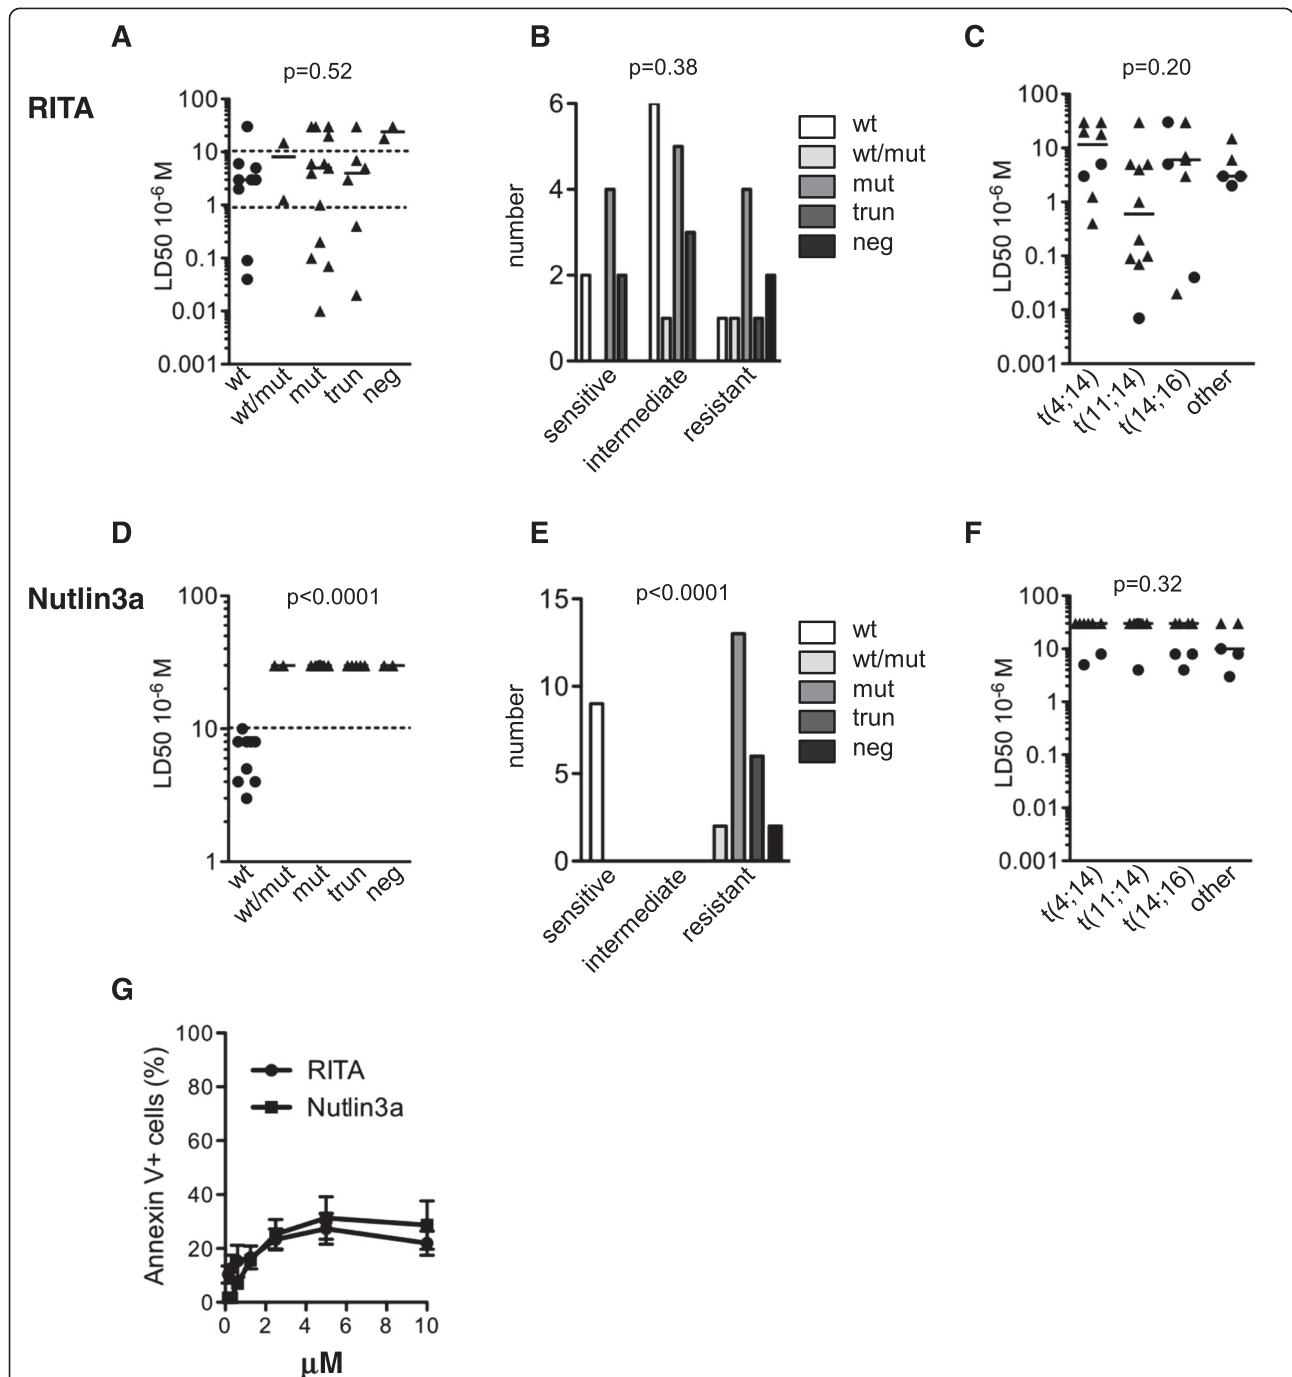 A
B
C
RITA
p=0.52
100
10
1
0.1
0.01
0.001
LD50 10-6 M
wt
wt/mut
mut
trun
neg
p=0.38
6
4
2
0
number
sensitive
intermediate
resistant
wt
wt/mut
mut
trun
neg
p=0.20
100
10
1
0.1
0.01
0.001
LD50 10-6 M
t(4;14)
t(11;14)
t(14;16)
other
D
E
F
Nutlin3a
p<0.0001
100
10
1
LD50 10-6 M
wt
wt/mut
mut
trun
neg
p<0.0001
15
10
5
0
number
sensitive
intermediate
resistant
wt
wt/mut
mut
trun
neg
p=0.32
100
10
1
0.1
0.01
0.001
LD50 10-6 M
t(4;14)
t(11;14)
t(14;16)
other
G
100
80
60
40
20
0
Annexin V+ cells (%)
RITA
Nutlin3a
0 2 4 6 8 10
µM